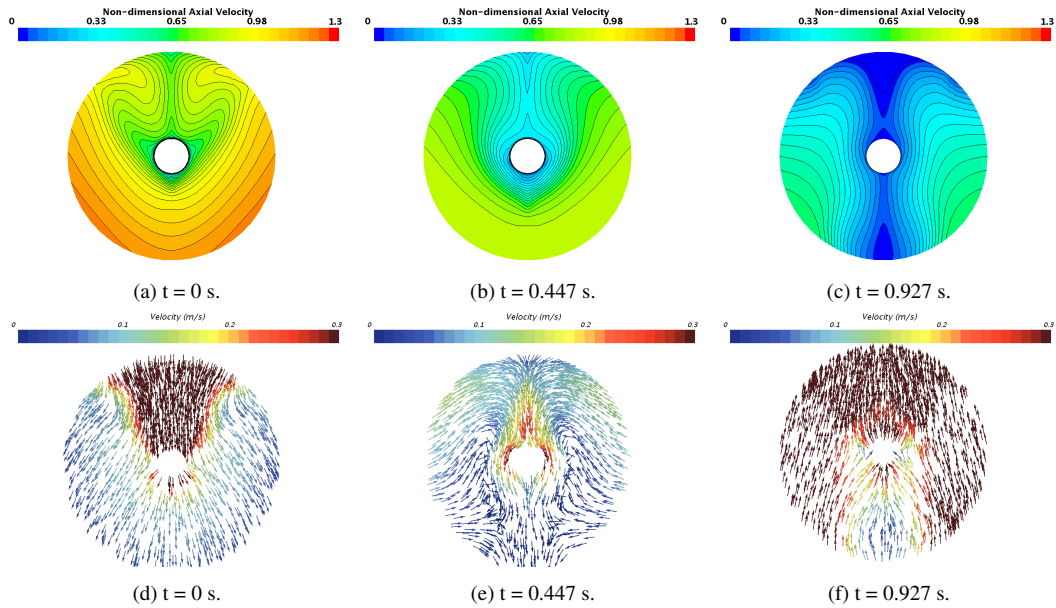 Non-dimensional Axial Velocity Non-dimensional Axial Velocity Non-dimensional Axial Velocity
0 0.33 0.65 0.98 1.3 0 0.33 0.65 0.98 1.3 0 0.33 0.65 0.98 1.3
(a) t = 0 s. (b) t = 0.447 s. (c) t = 0.927 s.
Velocity (m/s) Velocity (m/s) Velocity (m/s)
0 0.1 0.2 0.3 0 0.1 0.2 0.3 0 0.1 0.2 0.3
(d) t = 0 s. (e) t = 0.447 s. (f) t = 0.927 s.